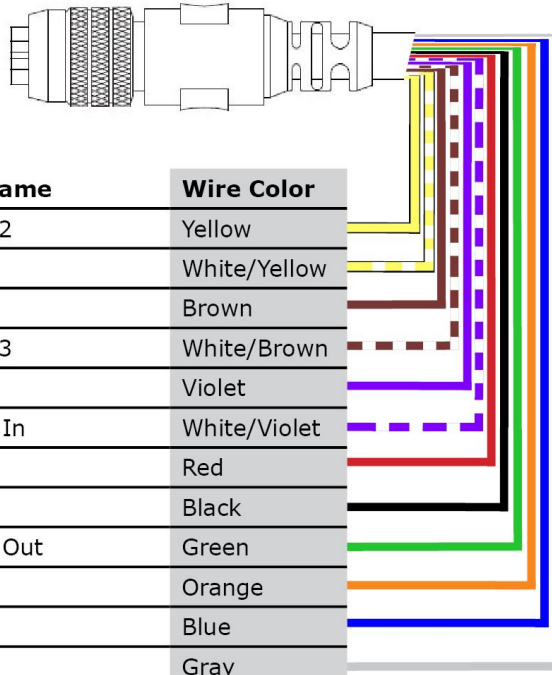 ame Wire Color
2 Yellow
White/Yellow
Brown
3 White/Brown
Violet
In White/Violet
Red
Black
Out Green
Orange
Blue
Gray